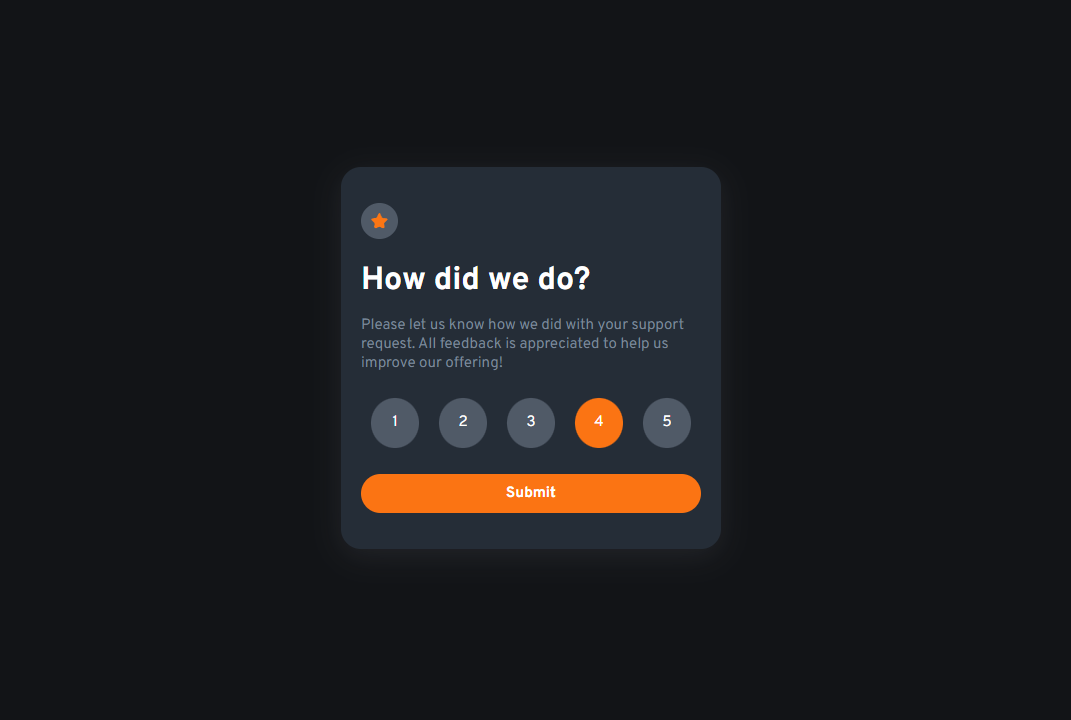 How did we do?
Please let us know how we did with your support
request. All feedback is appreciated to help us
improve our offering!
1 2 3 4 5
Submit